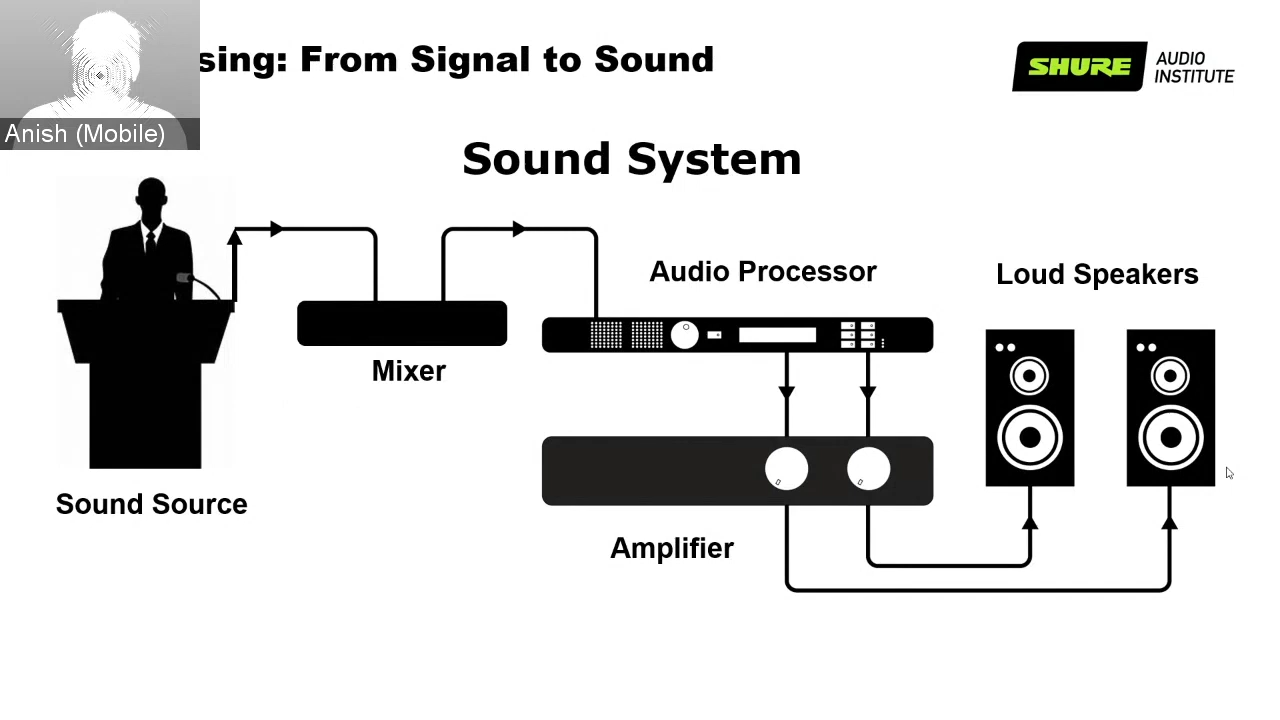 sing: From Signal to Sound
SHURE AUDIO INSTITUTE
Anish (Mobile)
Sound System
Audio Processor
Loud Speakers
Mixer
Sound Source
Amplifier